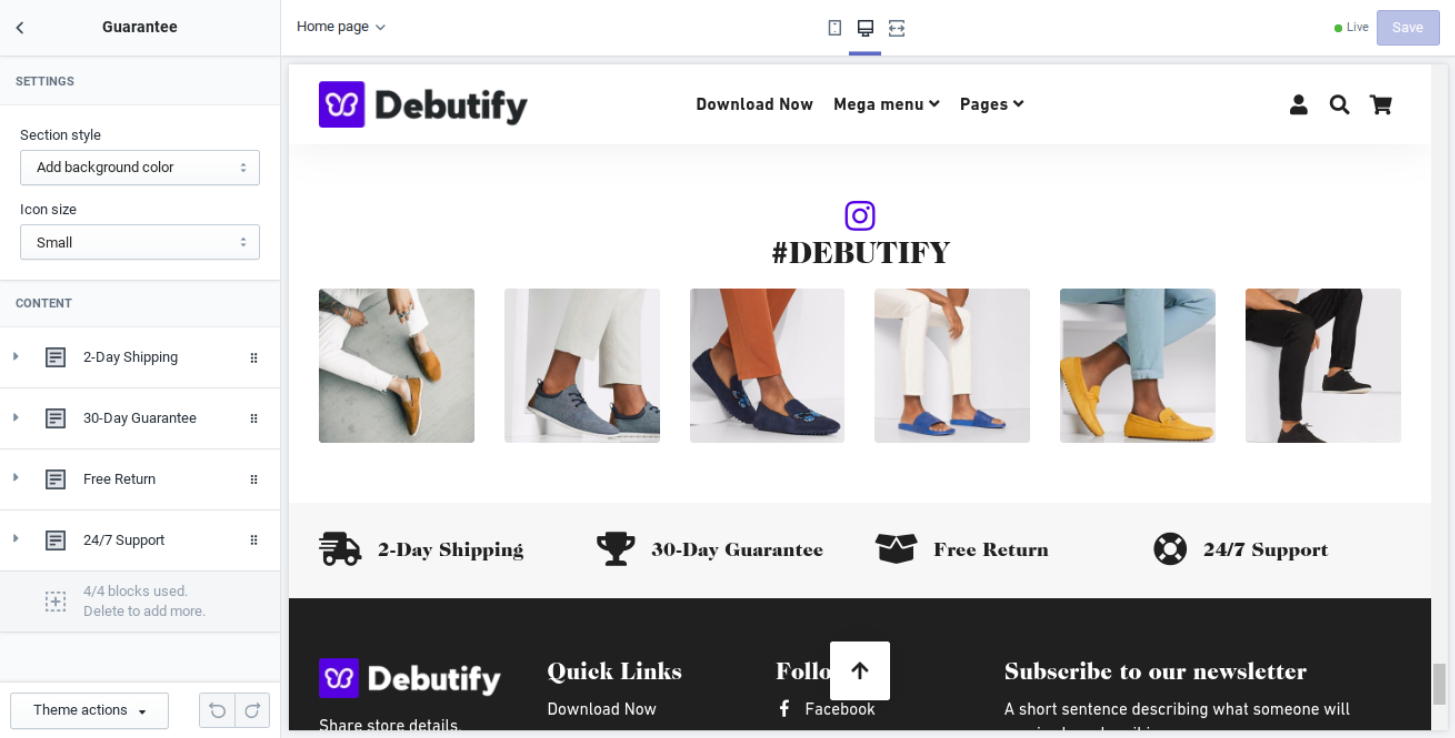 Guarantee
SETTINGS
Section style
Add background color
Icon size
Small
CONTENT
2-Day Shipping
30-Day Guarantee
Free Return
24/7 Support
4/4 blocks used.
Delete to add more.
Theme actions
Home page
Live
Save
Debutify
Download Now Mega menu Pages
#DEBUTIFY
2-Day Shipping 30-Day Guarantee Free Return 24/7 Support
Debutify
Share store details.
Quick Links
Download Now
Follo
Facebook
Subscribe to our newsletter
A short sentence describing what someone will